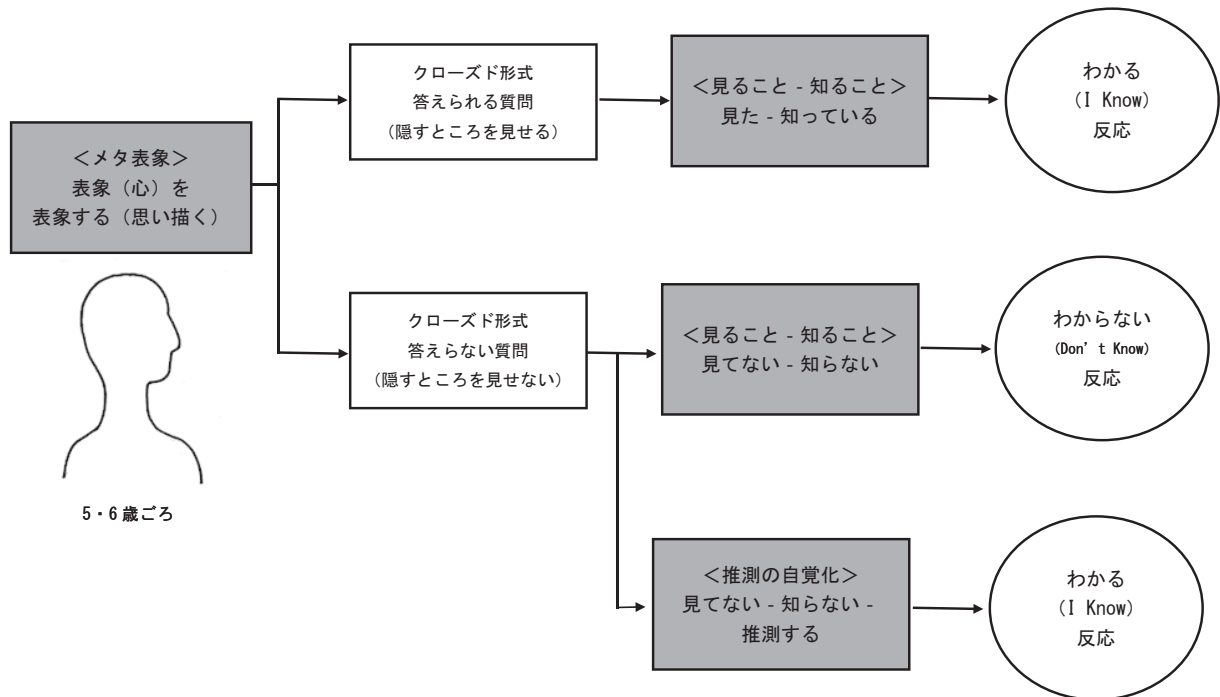 ＜メタ表象＞
表象（心）を
表象する（思い描く）
5・6歳ごろ
クローズド形式
答えられる質問
（隠すところを見せる）
＜見ること - 知ること＞
見た - 知っている
わかる
（I Know）
反応
クローズド形式
答えらない質問
（隠すところを見せない）
＜見ること - 知ること＞
見てない - 知らない
わからない
（Don’t Know）
反応
＜推測の自覚化＞
見てない - 知らない -
推測する
わかる
（I Know）
反応